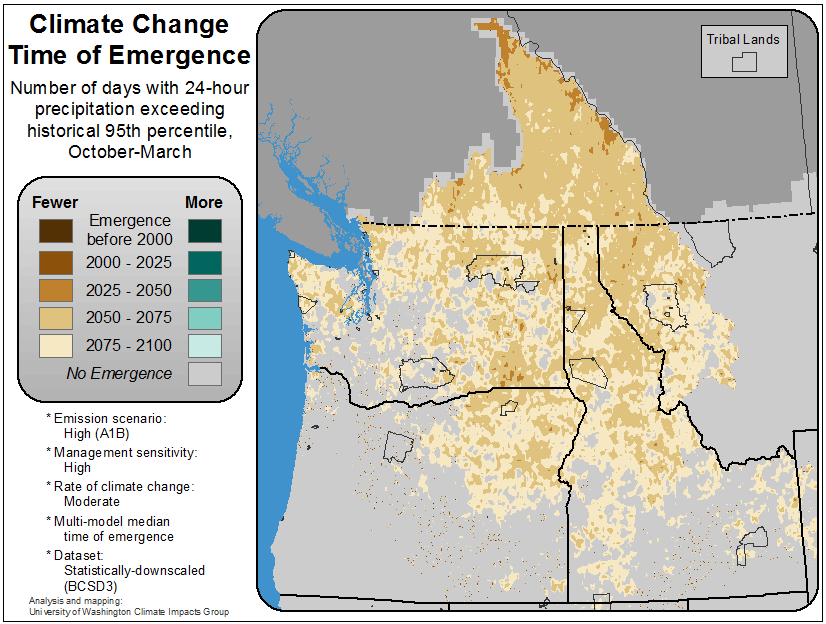 Climate Change
Time of Emergence
Number of days with 24-hour
precipitation exceeding
historical 95th percentile,
October-March
Fewer More
Emergence
before 2000
2000 - 2025
2025 - 2050
2050 - 2075
2075 - 2100
No Emergence
* Emission scenario:
High (A1B)
* Management sensitivity:
High
* Rate of climate change:
Moderate
* Multi-model median
time of emergence
* Dataset:
Statistically-downscaled
(BCSD3)
Analysis and mapping:
University of Washington Climate Impacts Group
Tribal Lands